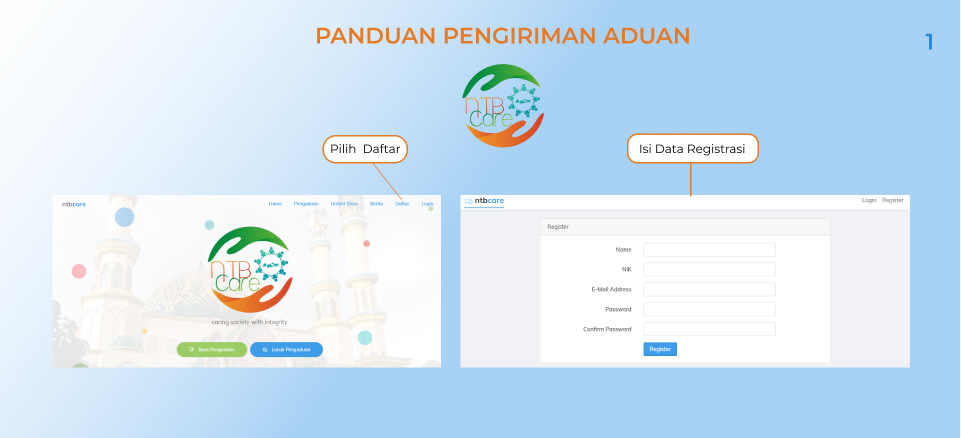 PANDUAN PENGIRIMAN ADUAN
1
NTB
Care
Pilih Daftar
Isi Data Registrasi
ntbcare
Home Pengaduan Untold Story Berita Daftar Login
NTB
Care
caring society with integrity
Buat Pengaduan
Lacak Pengaduan
ntbcare
Login Register
Register
Name
NIK
E-Mail Address
Password
Confirm Password
Register